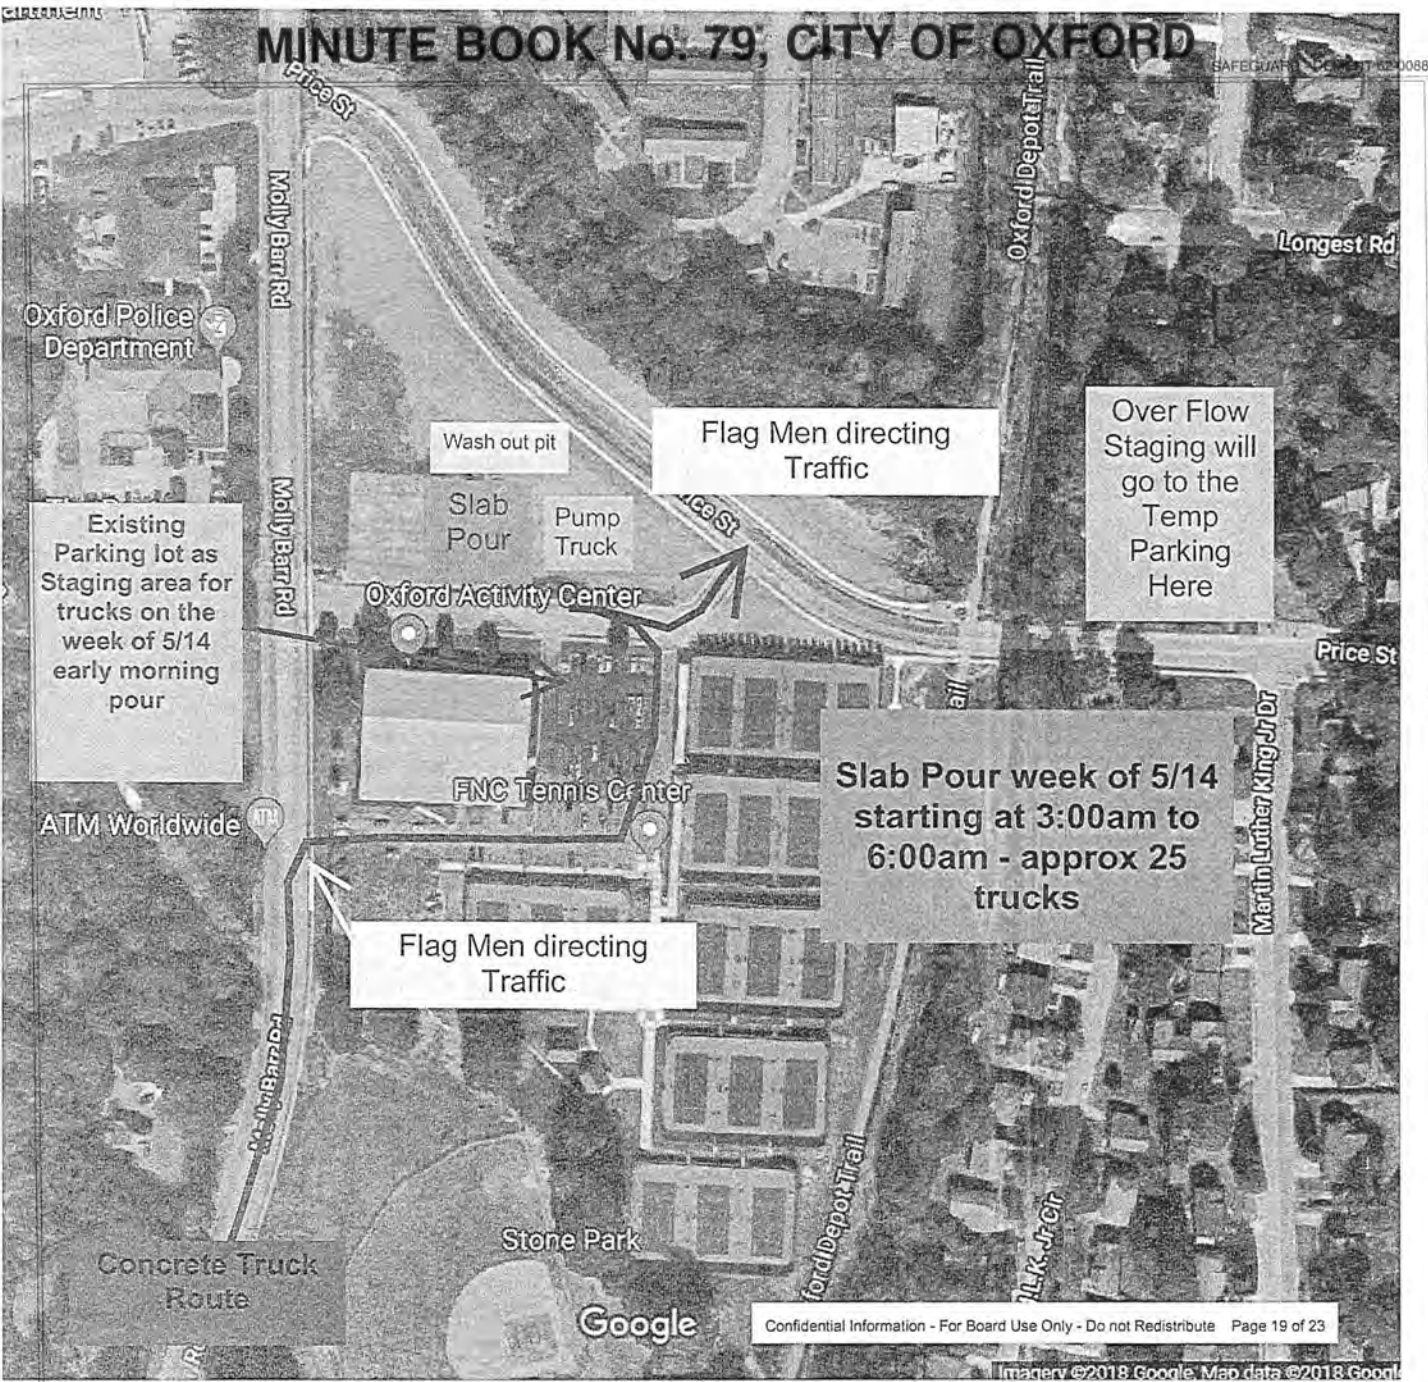 MINUTE BOOK No. 79, CITY OF OXFORD
Price St
Oxford Depot Trail
Molly Barr Rd
Longest Rd
Oxford Police
Department
Over Flow
Staging will
go to the
Temp
Parking
Here
Flag Men directing
Traffic
Wash out pit
Slab
Pour
Pump
Truck
Existing
Parking lot as
Staging area for
trucks on the
week of 5/14
early morning
pour
Molly Barr Rd
Oxford Activity Center
Price St
Slab Pour week of 5/14
starting at 3:00am to
6:00am - approx 25
trucks
Martin Luther King Jr Dr
FNC Tennis Center
ATM Worldwide
Flag Men directing
Traffic
Molly Barr Rd
Stone Park
Concrete Truck
Route
Google
Confidential Information - For Board Use Only - Do not Redistribute Page 19 of 23
Imagery ©2018 Google, Map data ©2018 Google